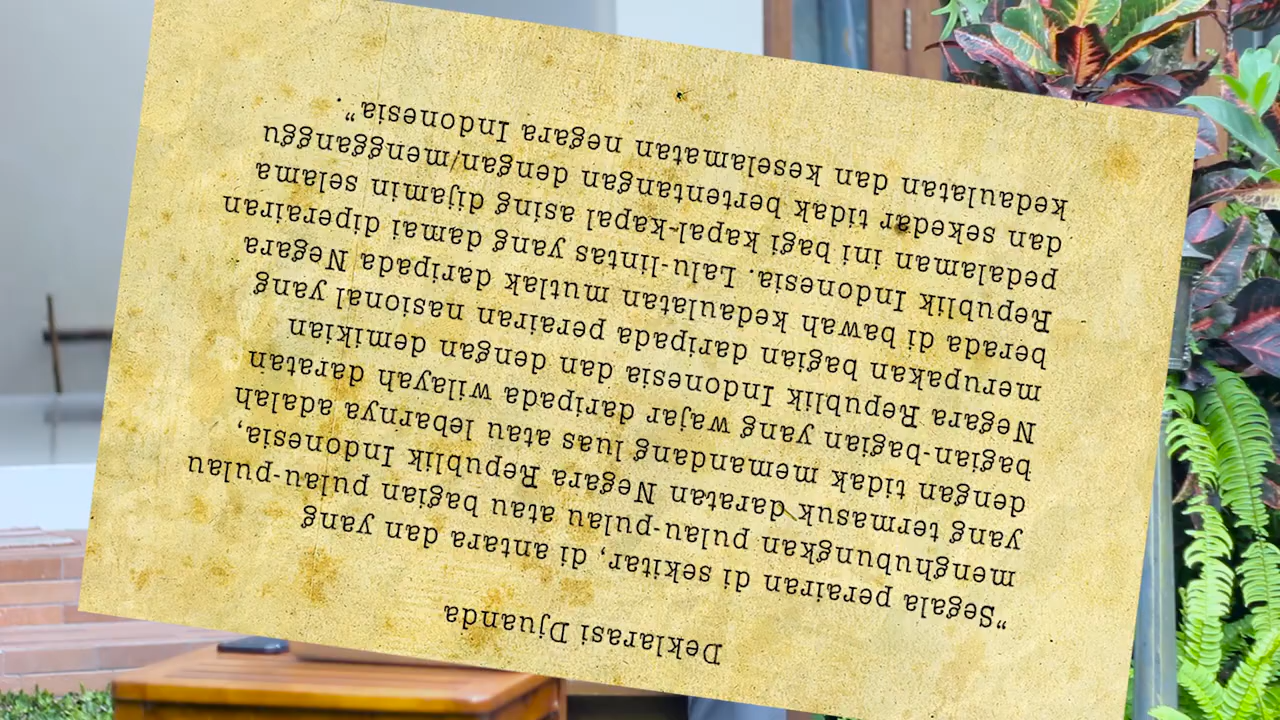 Deklarasi Djuanda
"Segala perairan di sekitar, di antara dan yang
menghubungkan pulau-pulau atau bagian pulau-pulau
yang termasuk daratan Negara Republik Indonesia,
dengan tidak memandang luas atau lebarnya adalah
bagian-bagian yang wajar daripada wilayah daratan
Negara Republik Indonesia dan dengan demikian
merupakan bagian daripada perairan nasional yang
berada di bawah kedaulatan mutlak daripada Negara
Republik Indonesia. Lalu-lintas yang damai diperairan
pedalaman ini bagi kapal-kapal asing dijamin selama
dan sekedar tidak bertentangan dengan/mengganggu
kedaulatan dan keselamatan negara Indonesia".